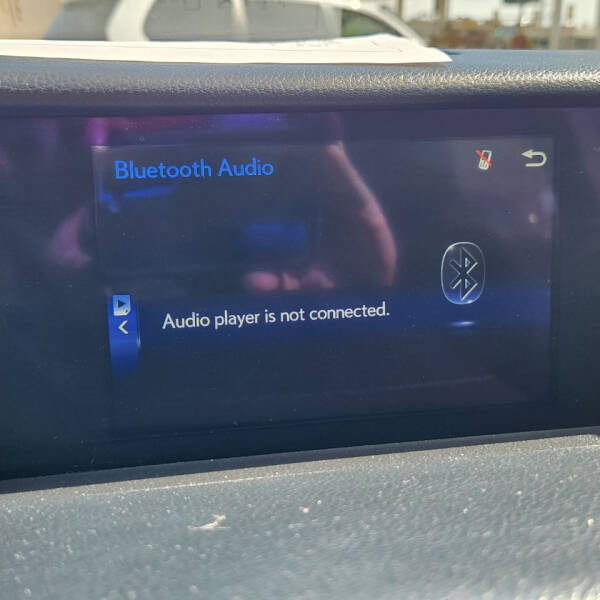 Bluetooth Audio
Audio player is not connected.